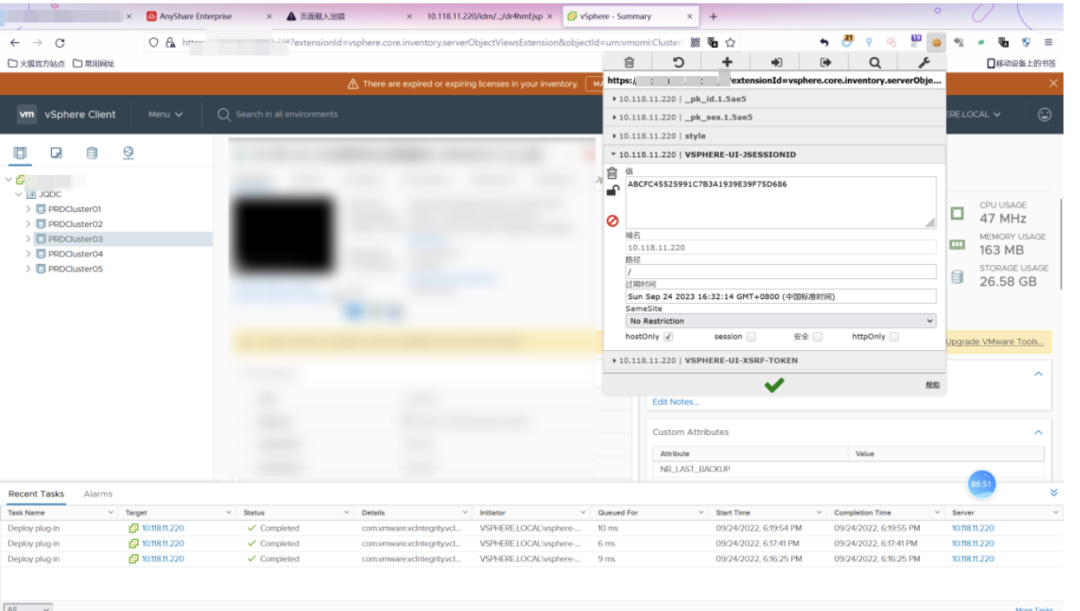 AnyShare Enterprise
页面载入出错
10.118.11.220/idm/..;/dr4hmf.jsp
vSphere - Summary
#?extensionId=vsphere.core.inventory.serverObjectViewsExtension&objectId=urn:vmomi:Cluster
火狐官方站点
常用网址
移动设备上的书签
There are expired or expiring licenses in your inventory.
MA
https:
extensionId=vsphere.core.inventory.serverObje...
vm
vSphere Client
Menu
Search in all environments
ERE.LOCAL
10.118.11.220 | _pk_id.1.5ae5
10.118.11.220 | _pk_ses.1.5ae5
10.118.11.220 | style
10.118.11.220 | VSPHERE-UI-JSESSIONID
值
ABCFC45525991C7B3A1939E39F75D686
域名
10.118.11.220
路径
/
过期时间
Sun Sep 24 2023 16:32:14 GMT+0800 (中国标准时间)
SameSite
No Restriction
hostOnly
session
安全
httpOnly
10.118.11.220 | VSPHERE-UI-XSRF-TOKEN
帮助
JQDC
PRDCluster01
PRDCluster02
PRDCluster03
PRDCluster04
PRDCluster05
CPU USAGE
47 MHz
MEMORY USAGE
163 MB
STORAGE USAGE
26.58 GB
Upgrade VMware Tools...
Edit Notes...
Custom Attributes
Attribute
Value
NB_LAST_BACKUP
86:51
Recent Tasks
Alarms
Task Name
Target
Status
Details
Initiator
Queued For
Start Time
Completion Time
Server
Deploy plug-in
10.118.11.220
Completed
com.vmware.vcIntegrity.vcl...
VSPHERE.LOCAL\vsphere-...
10 ms
09/24/2022, 6:19:54 PM
09/24/2022, 6:19:55 PM
10.118.11.220
Deploy plug-in
10.118.11.220
Completed
com.vmware.vcIntegrity.vcl...
VSPHERE.LOCAL\vsphere-...
6 ms
09/24/2022, 6:17:41 PM
09/24/2022, 6:17:41 PM
10.118.11.220
Deploy plug-in
10.118.11.220
Completed
com.vmware.vcIntegrity.vcl...
VSPHERE.LOCAL\vsphere-...
9 ms
09/24/2022, 6:16:25 PM
09/24/2022, 6:16:25 PM
10.118.11.220
All
More Tasks